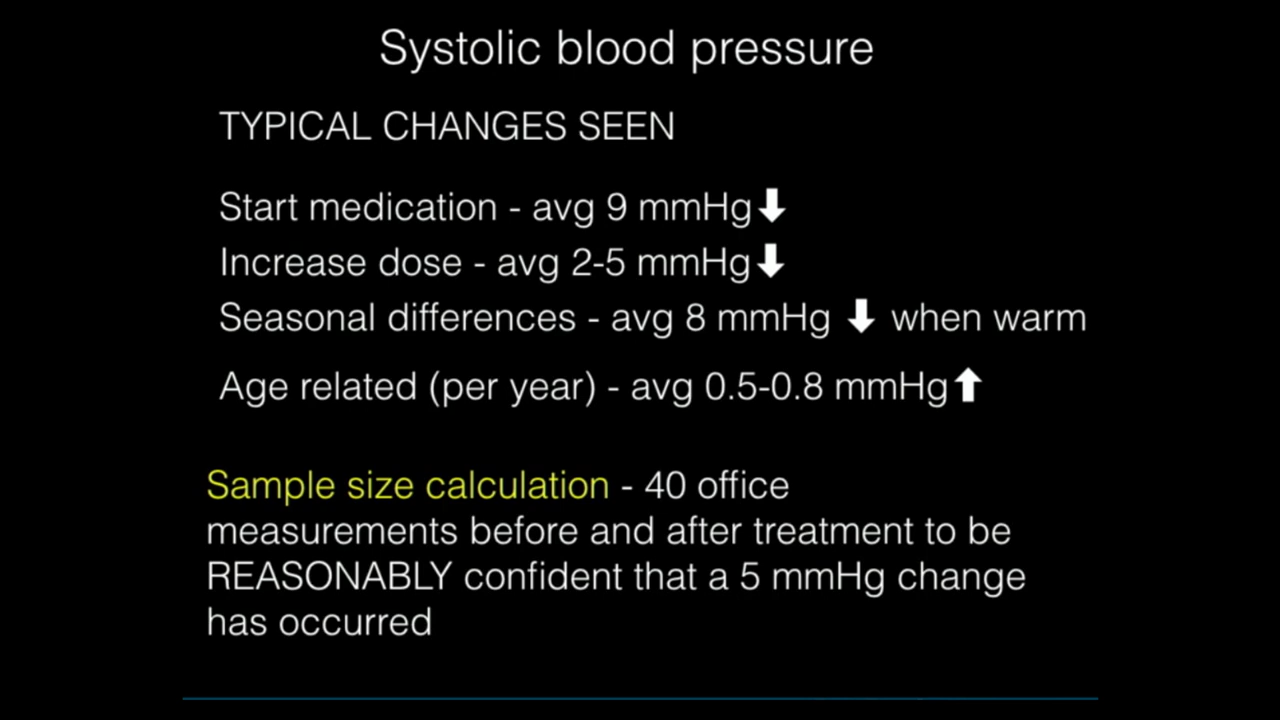 Systolic blood pressure
TYPICAL CHANGES SEEN
Start medication - avg 9 mmHg⬇
Increase dose - avg 2-5 mmHg⬇
Seasonal differences - avg 8 mmHg ⬇ when warm
Age related (per year) - avg 0.5-0.8 mmHg⬆
Sample size calculation - 40 office
measurements before and after treatment to be
REASONABLY confident that a 5 mmHg change
has occurred